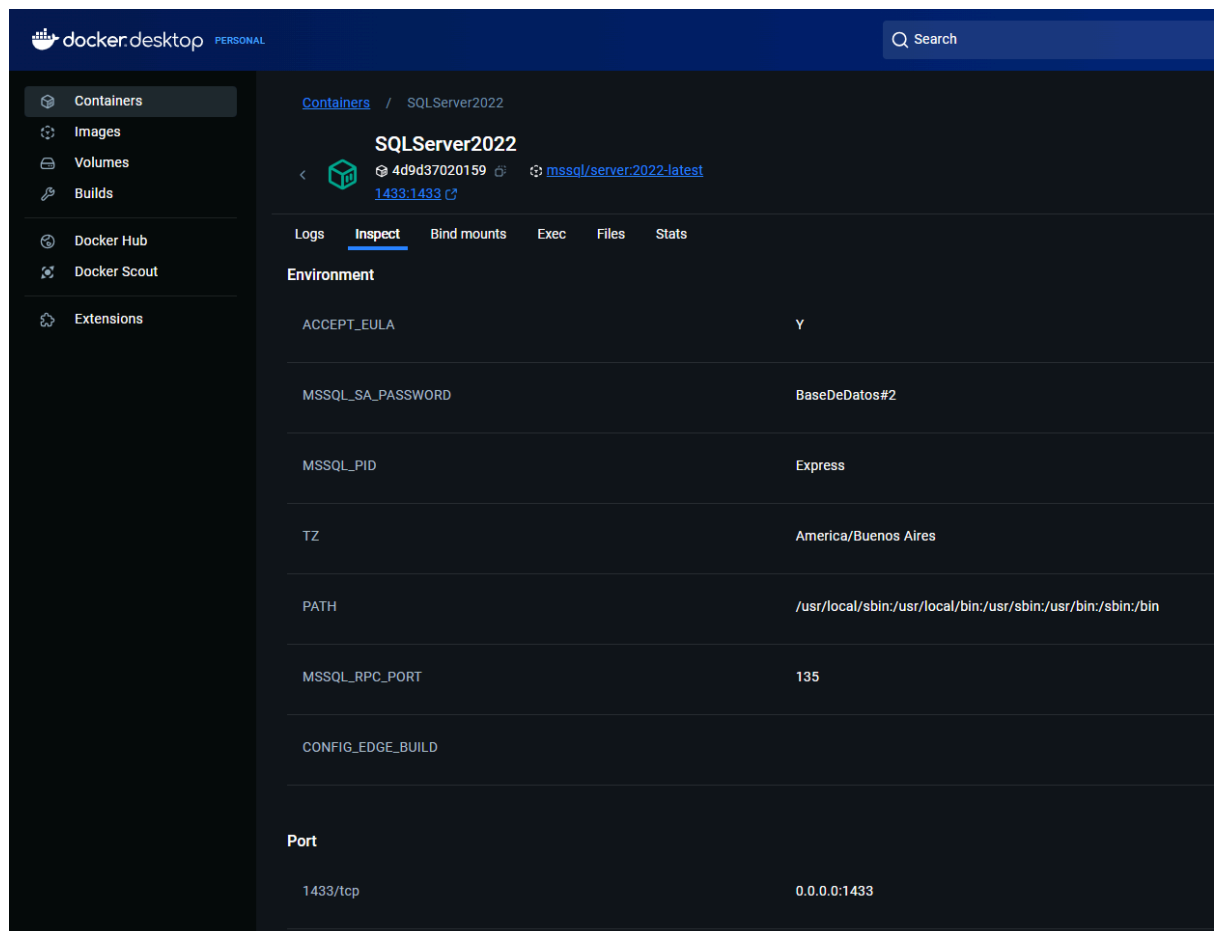 docker.desktop PERSONAL
Search
Containers
Images
Volumes
Builds
Docker Hub
Docker Scout
Extensions
Containers / SQLServer2022
SQLServer2022
4d9d37020159 mssql/server:2022-latest
1433:1433
Logs Inspect Bind mounts Exec Files Stats
Environment
ACCEPT_EULA Y
MSSQL_SA_PASSWORD BaseDeDatos#2
MSSQL_PID Express
TZ America/Buenos Aires
PATH /usr/local/sbin:/usr/local/bin:/usr/sbin:/usr/bin:/sbin:/bin
MSSQL_RPC_PORT 135
CONFIG_EDGE_BUILD
Port
1433/tcp 0.0.0.0:1433